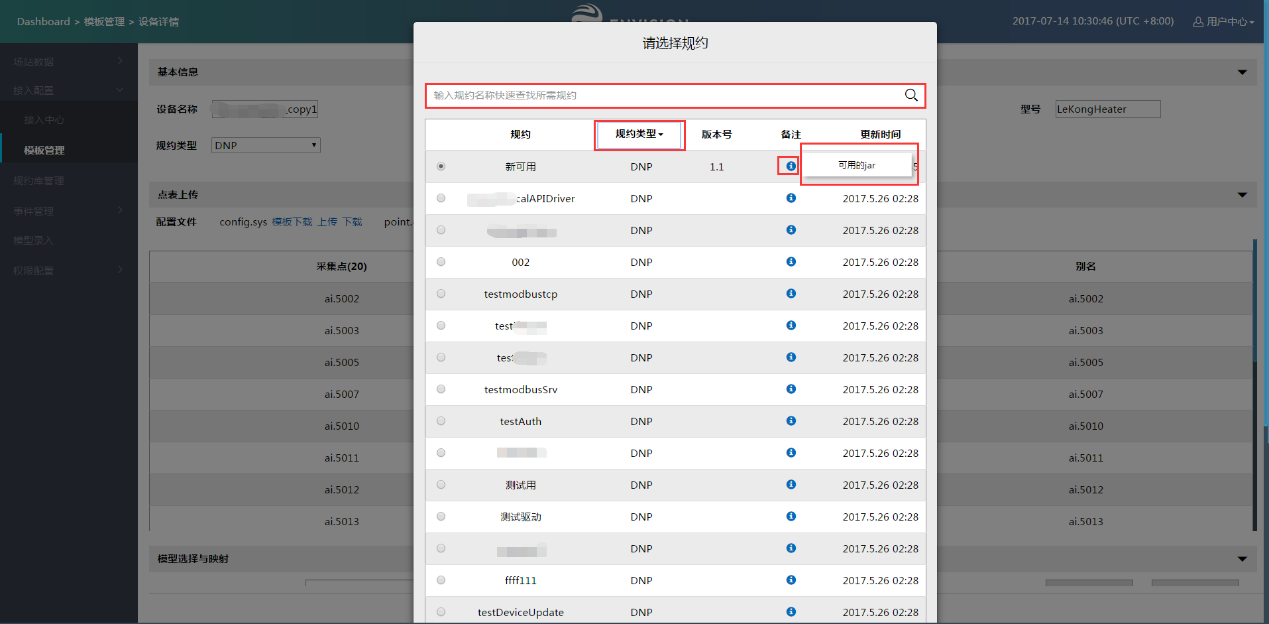 Dashboard > 模板管理 > 设备详情
ENVISION
2017-07-14 10:30:46 (UTC +8:00)
用户中心
场站数据
接入配置
接入中心
模板管理
规约库管理
事件管理
模型录入
权限配置
基本信息
设备名称
_copy1
型号
LeKongHeater
规约类型
DNP
点表上传
配置文件
config.sys 模板下载 上传 下载
point.
采集点(20)
别名
ai.5002
ai.5002
ai.5003
ai.5003
ai.5005
ai.5005
ai.5007
ai.5007
ai.5010
ai.5010
ai.5011
ai.5011
ai.5012
ai.5012
ai.5013
ai.5013
模型选择与映射
请选择规约
输入规约名称快速查找所需规约
规约 规约类型 版本号 备注 更新时间
新可用 DNP 1.1
可用的jar
calAPIDriver DNP 2017.5.26 02:28
DNP 2017.5.26 02:28
002 DNP 2017.5.26 02:28
testmodbustcp DNP 2017.5.26 02:28
test DNP 2017.5.26 02:28
tes DNP 2017.5.26 02:28
testmodbusSrv DNP 2017.5.26 02:28
testAuth DNP 2017.5.26 02:28
DNP 2017.5.26 02:28
测试用 DNP 2017.5.26 02:28
测试驱动 DNP 2017.5.26 02:28
DNP 2017.5.26 02:28
ffff111 DNP 2017.5.26 02:28
testDeviceUpdate DNP 2017.5.26 02:28